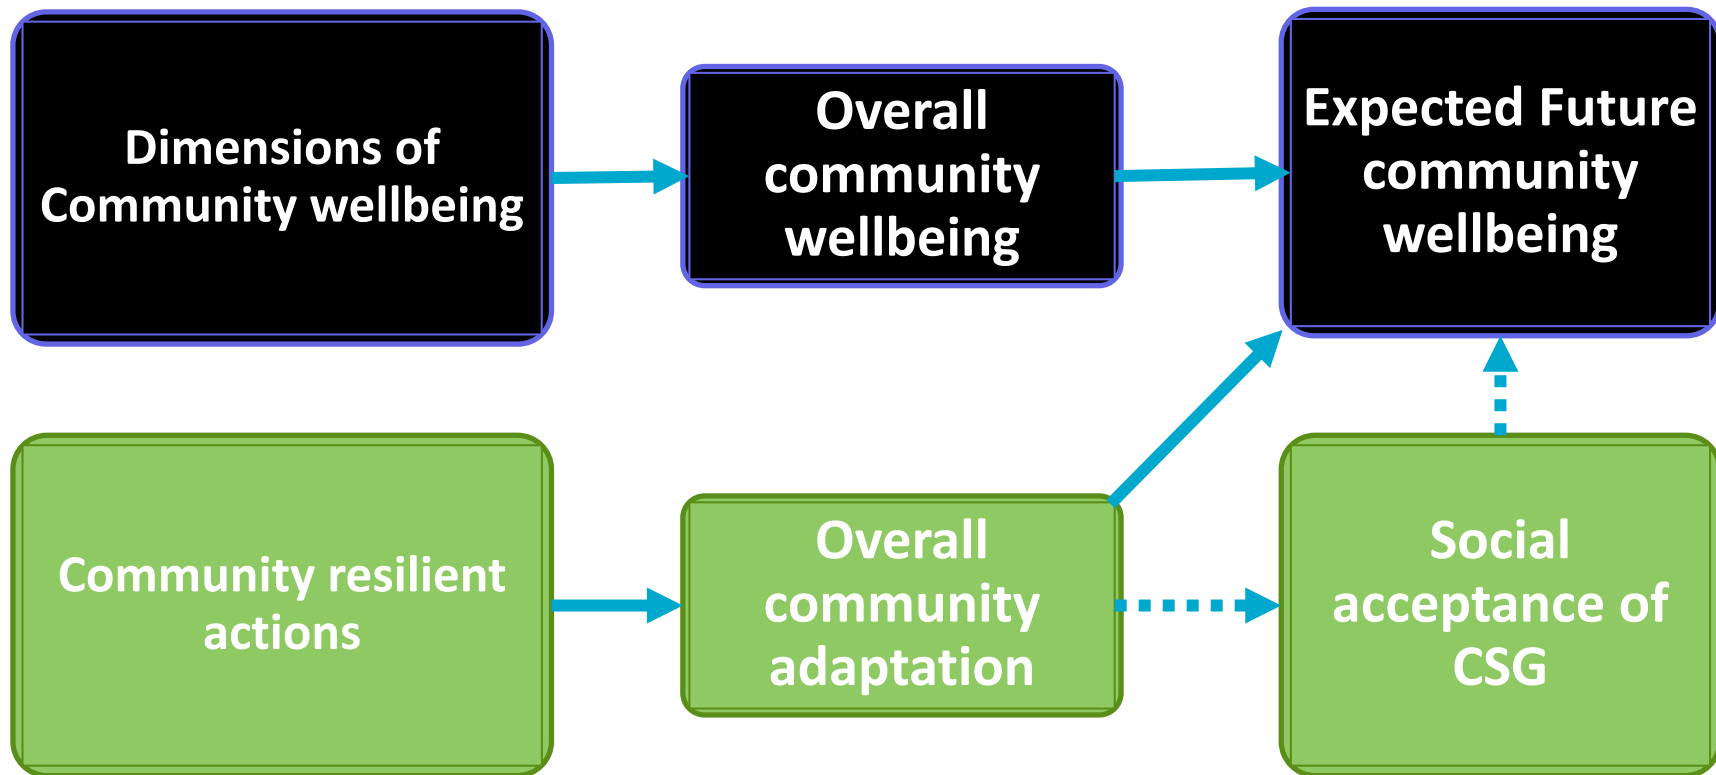 Dimensions of
Community wellbeing
Overall
community
wellbeing
Expected Future
community
wellbeing
Community resilient
actions
Overall
community
adaptation
Social
acceptance of
CSG